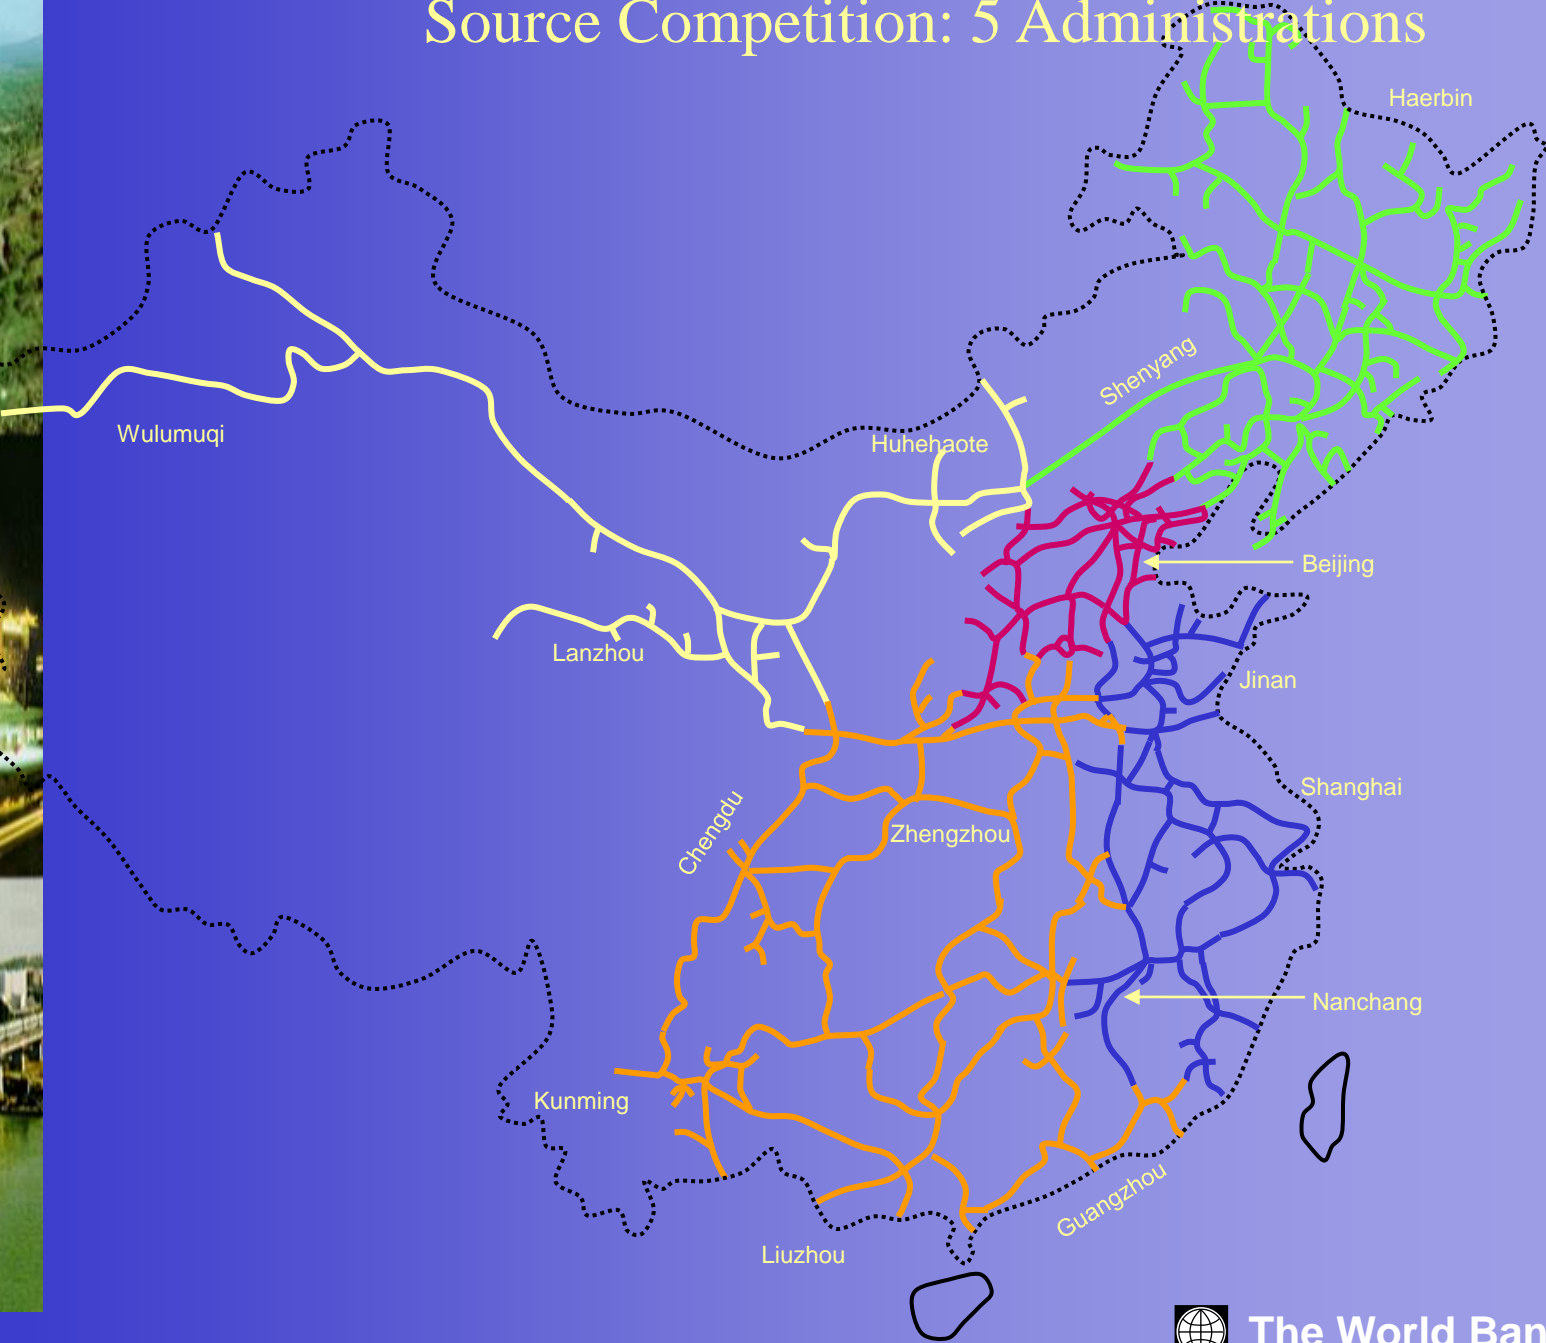 Source Competition: 5 Administrations
Haerbin
Shenyang
Wulumuqi
Huhehaote
Beijing
Lanzhou
Jinan
Shanghai
Chengdu
Zhengzhou
Nanchang
Kunming
Guangzhou
Liuzhou
The World Ban